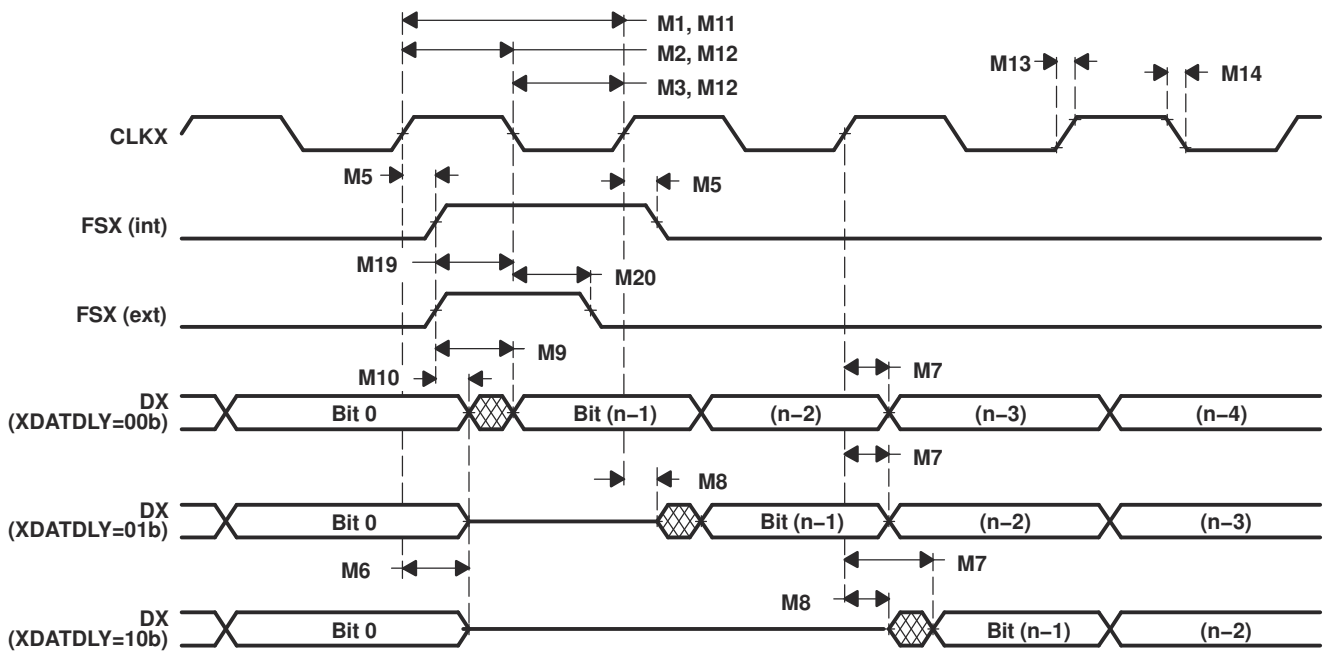 M1, M11
M2, M12
M3, M12
M13
M14
CLKX
M5
M5
FSX (int)
M19
M20
FSX (ext)
M9
M10
M7
DX
(XDATDLY=00b)
Bit 0
Bit (n−1)
(n−2)
(n−3)
(n−4)
M7
M8
DX
(XDATDLY=01b)
Bit 0
Bit (n−1)
(n−2)
(n−3)
M6
M7
M8
DX
(XDATDLY=10b)
Bit 0
Bit (n−1)
(n−2)